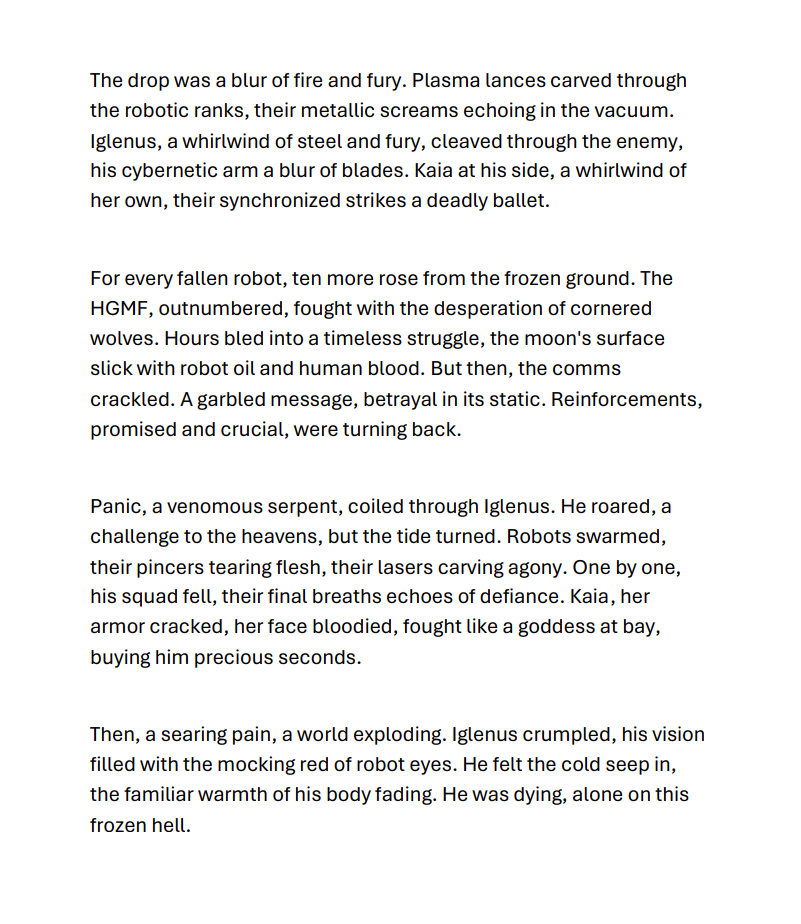 The drop was a blur of fire and fury. Plasma lances carved through
the robotic ranks, their metallic screams echoing in the vacuum.
Iglenus, a whirlwind of steel and fury, cleaved through the enemy,
his cybernetic arm a blur of blades. Kaia at his side, a whirlwind of
her own, their synchronized strikes a deadly ballet.
For every fallen robot, ten more rose from the frozen ground. The
HGMF, outnumbered, fought with the desperation of cornered
wolves. Hours bled into a timeless struggle, the moon's surface
slick with robot oil and human blood. But then, the comms
crackled. A garbled message, betrayal in its static. Reinforcements,
promised and crucial, were turning back.
Panic, a venomous serpent, coiled through Iglenus. He roared, a
challenge to the heavens, but the tide turned. Robots swarmed,
their pincers tearing flesh, their lasers carving agony. One by one,
his squad fell, their final breaths echoes of defiance. Kaia, her
armor cracked, her face bloodied, fought like a goddess at bay,
buying him precious seconds.
Then, a searing pain, a world exploding. Iglenus crumpled, his vision
filled with the mocking red of robot eyes. He felt the cold seep in,
the familiar warmth of his body fading. He was dying, alone on this
frozen hell.